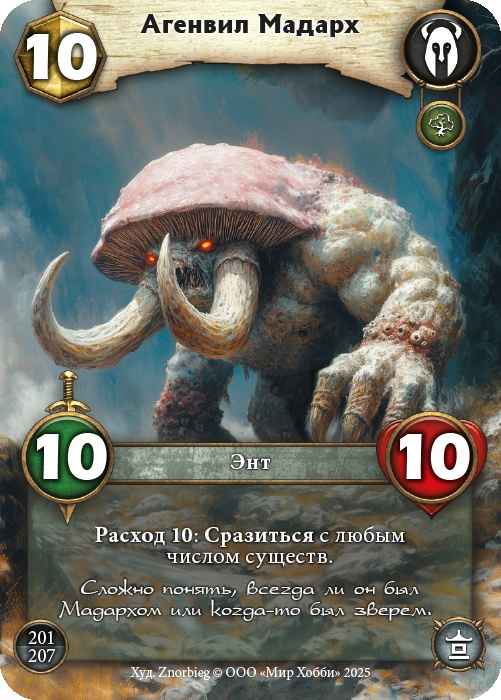 Агенвил Мадарх
10
10
Энт
10
Расход 10: Сразиться с любым
числом существ.
Сложно понять, всегда ли он был
Мадархом или когда-то был зверем.
201
207
Худ. Znorbieg © ООО «Мир Хобби» 2025